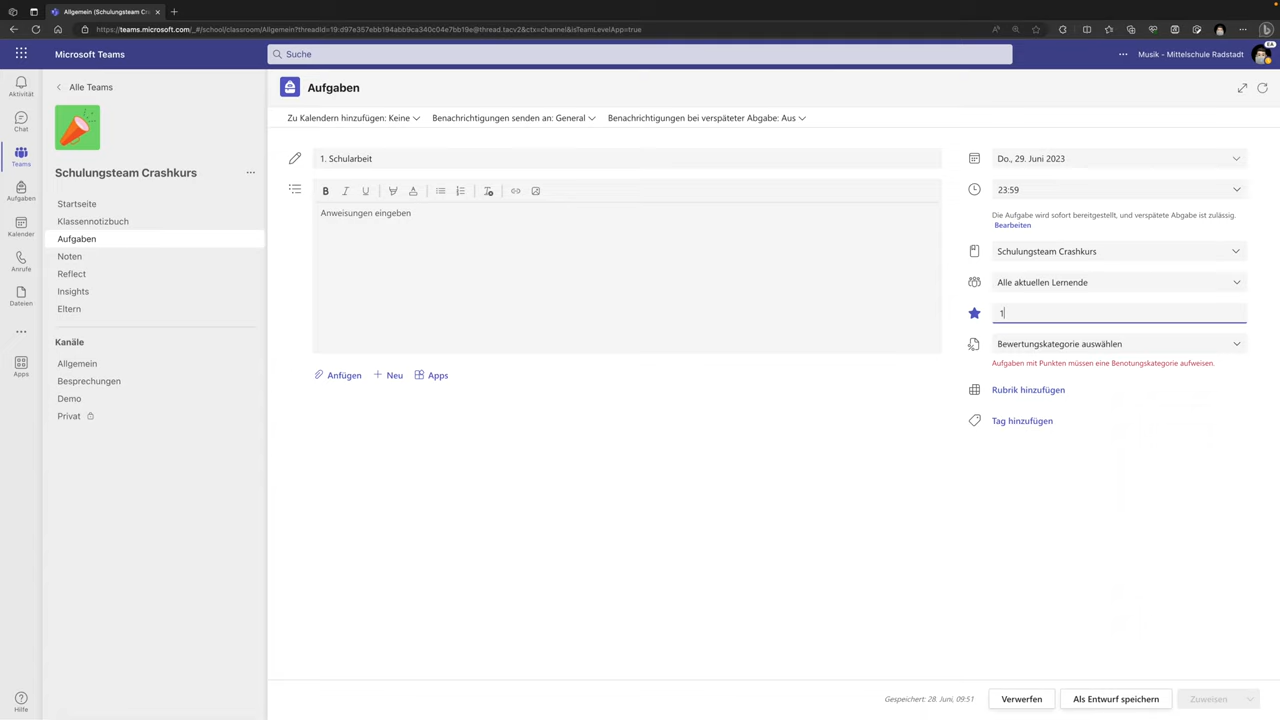 Allgemein (Schulungsteam Cra
https://teams.microsoft.com/_#/school/classroom/Allgemein?threadId=19:d97e357ebb194abb9ca340c04e7bb19e@thread.tacv2&ctx=channel&isTeamLevelApp=true
Microsoft Teams
Suche
Musik - Mittelschule Radstadt
EA
Aktivität
Chat
Teams
Aufgaben
Kalender
Anrufe
Dateien
Apps
Hilfe
Alle Teams
Schulungsteam Crashkurs
Startseite
Klassennotizbuch
Aufgaben
Noten
Reflect
Insights
Eltern
Kanäle
Allgemein
Besprechungen
Demo
Privat
Aufgaben
Zu Kalendern hinzufügen: Keine
Benachrichtigungen senden an: General
Benachrichtigungen bei verspäteter Abgabe: Aus
1. Schularbeit
B I U
Anweisungen eingeben
Anfügen
Neu
Apps
Do., 29. Juni 2023
23:59
Die Aufgabe wird sofort bereitgestellt, und verspätete Abgabe ist zulässig.
Bearbeiten
Schulungsteam Crashkurs
Alle aktuellen Lernende
1
Bewertungskategorie auswählen
Aufgaben mit Punkten müssen eine Benotungskategorie aufweisen.
Rubrik hinzufügen
Tag hinzufügen
Gespeichert: 28. Juni, 09:51
Verwerfen
Als Entwurf speichern
Zuweisen